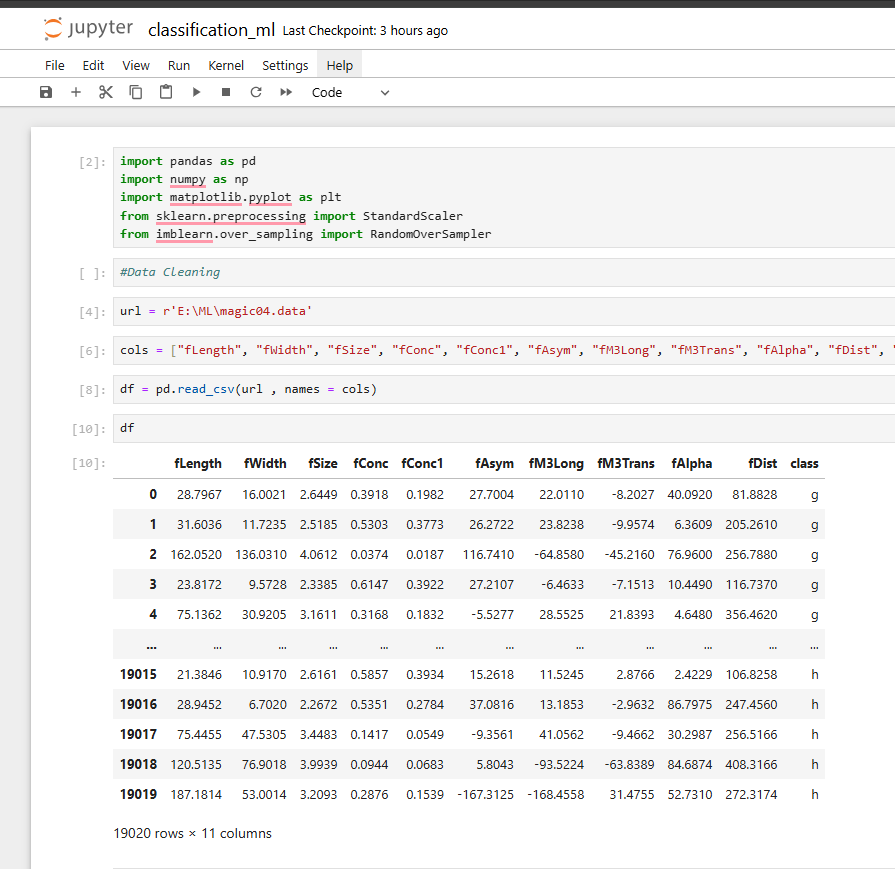 jupyter classification_ml Last Checkpoint: 3 hours ago
File Edit View Run Kernel Settings Help
Code
[2]: import pandas as pd
import numpy as np
import matplotlib.pyplot as plt
from sklearn.preprocessing import StandardScaler
from imblearn.over_sampling import RandomOverSampler
[ ]: #Data Cleaning
[4]: url = r'E:\ML\magic04.data'
[6]: cols = ["fLength", "fWidth", "fSize", "fConc", "fConc1", "fAsym", "fM3Long", "fM3Trans", "fAlpha", "fDist", "
[8]: df = pd.read_csv(url , names = cols)
[10]: df
[10]: fLength fWidth fSize fConc fConc1 fAsym fM3Long fM3Trans fAlpha fDist class
0 28.7967 16.0021 2.6449 0.3918 0.1982 27.7004 22.0110 -8.2027 40.0920 81.8828 g
1 31.6036 11.7235 2.5185 0.5303 0.3773 26.2722 23.8238 -9.9574 6.3609 205.2610 g
2 162.0520 136.0310 4.0612 0.0374 0.0187 116.7410 -64.8580 -45.2160 76.9600 256.7880 g
3 23.8172 9.5728 2.3385 0.6147 0.3922 27.2107 -6.4633 -7.1513 10.4490 116.7370 g
4 75.1362 30.9205 3.1611 0.3168 0.1832 -5.5277 28.5525 21.8393 4.6480 356.4620 g
... ... ... ... ... ... ... ... ... ... ... ...
19015 21.3846 10.9170 2.6161 0.5857 0.3934 15.2618 11.5245 2.8766 2.4229 106.8258 h
19016 28.9452 6.7020 2.2672 0.5351 0.2784 37.0816 13.1853 -2.9632 86.7975 247.4560 h
19017 75.4455 47.5305 3.4483 0.1417 0.0549 -9.3561 41.0562 -9.4662 30.2987 256.5166 h
19018 120.5135 76.9018 3.9939 0.0944 0.0683 5.8043 -93.5224 -63.8389 84.6874 408.3166 h
19019 187.1814 53.0014 3.2093 0.2876 0.1539 -167.3125 -168.4558 31.4755 52.7310 272.3174 h
19020 rows × 11 columns